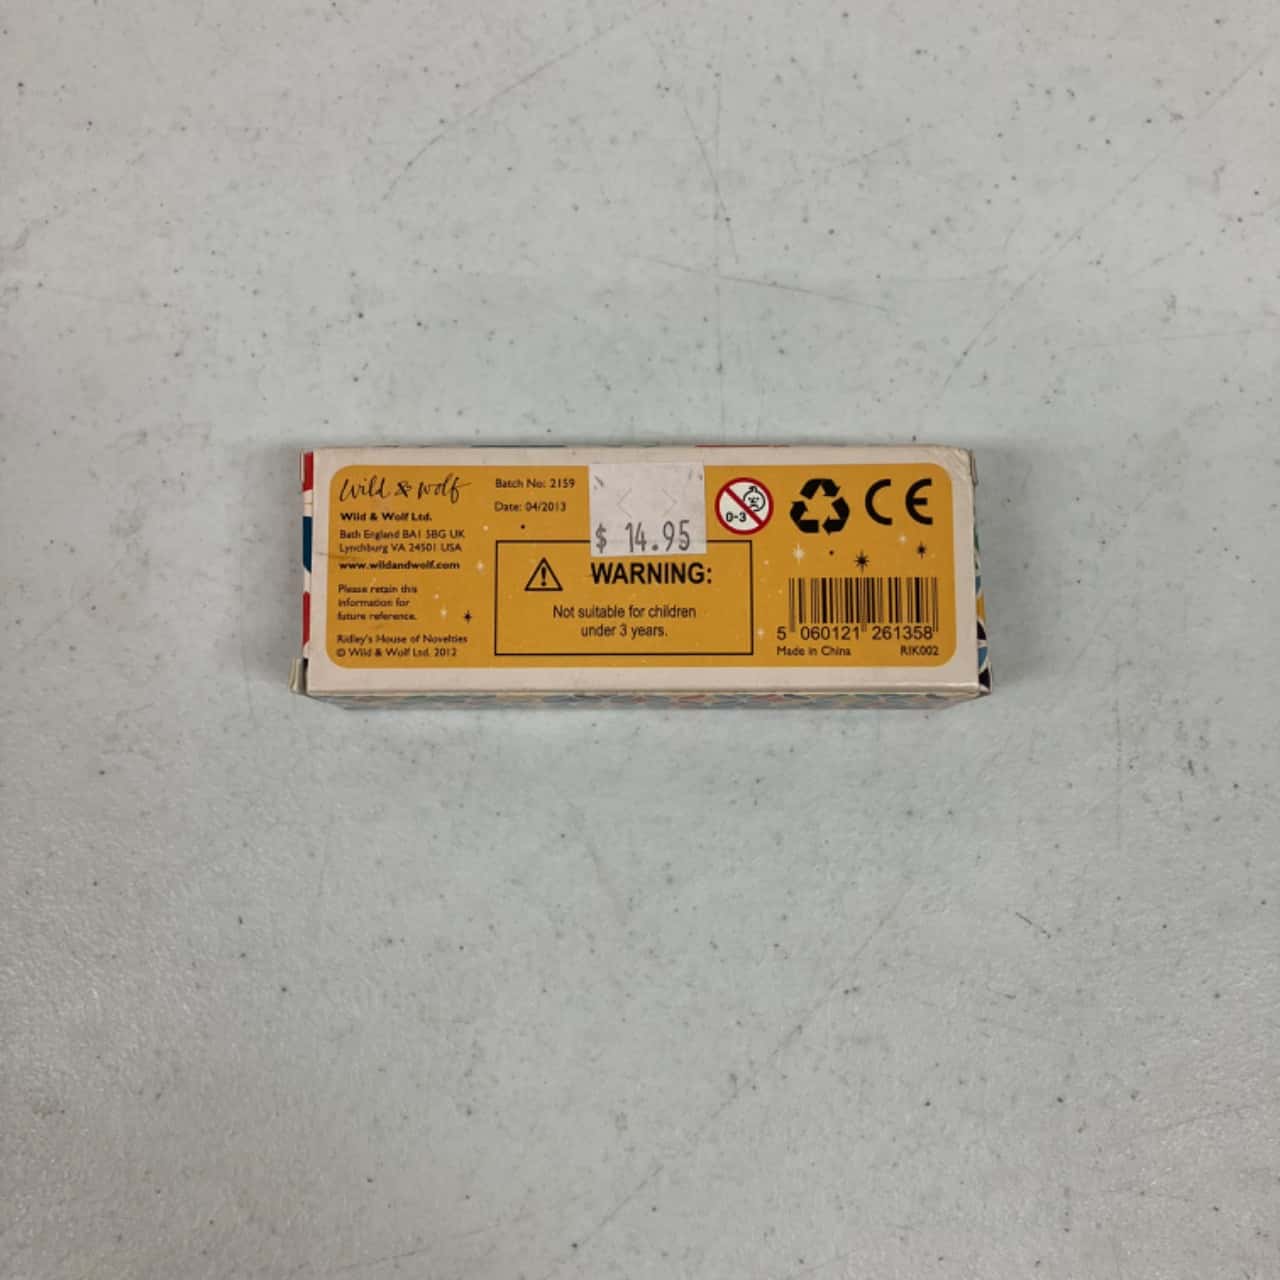 Wild & Wolf
Wild & Wolf Ltd.
Bath England BA1 5BG UK
Lynchburg VA 24501 USA
www.wildandwolf.com
Please retain this
information for
future reference.
Ridley's House of Novelties
© Wild & Wolf Ltd. 2012
Batch No: 2159
Date: 04/2013
$ 14.95
WARNING:
Not suitable for children
under 3 years.
0-3
CE
5 060121 261358
Made in China RIK002